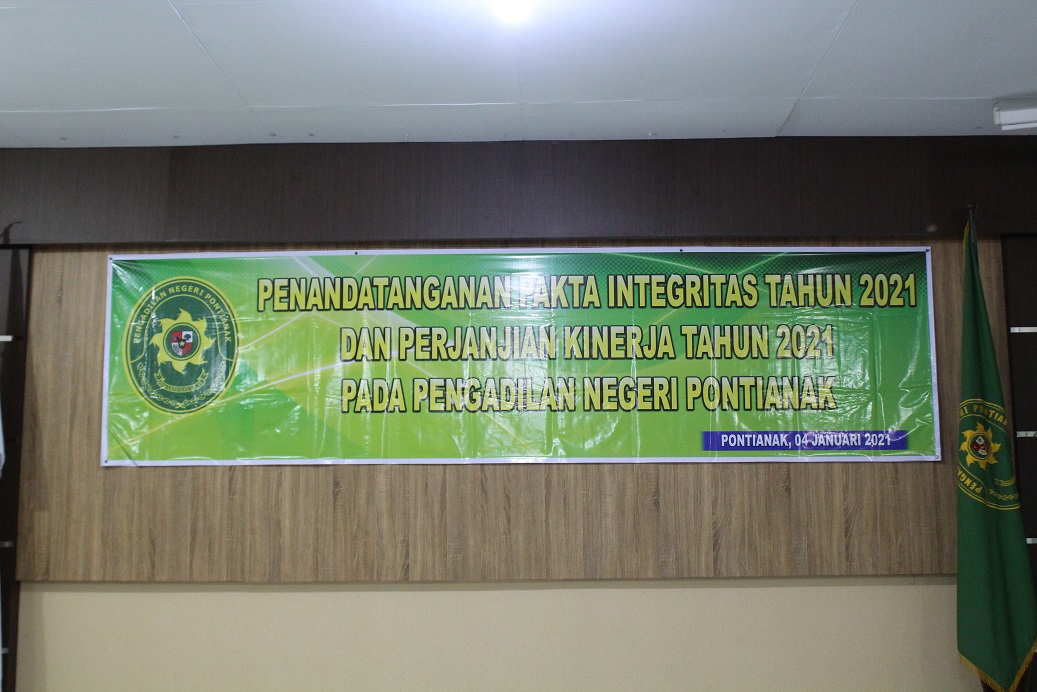 PENANDATANGANAN PAKTA INTEGRITAS TAHUN 2021
DAN PERJANJIAN KINERJA TAHUN 2021
PADA PENGADILAN NEGERI PONTIANAK
PONTIANAK, 04 JANUARI 2021
PENGADILAN NEGERI PONTIANAK